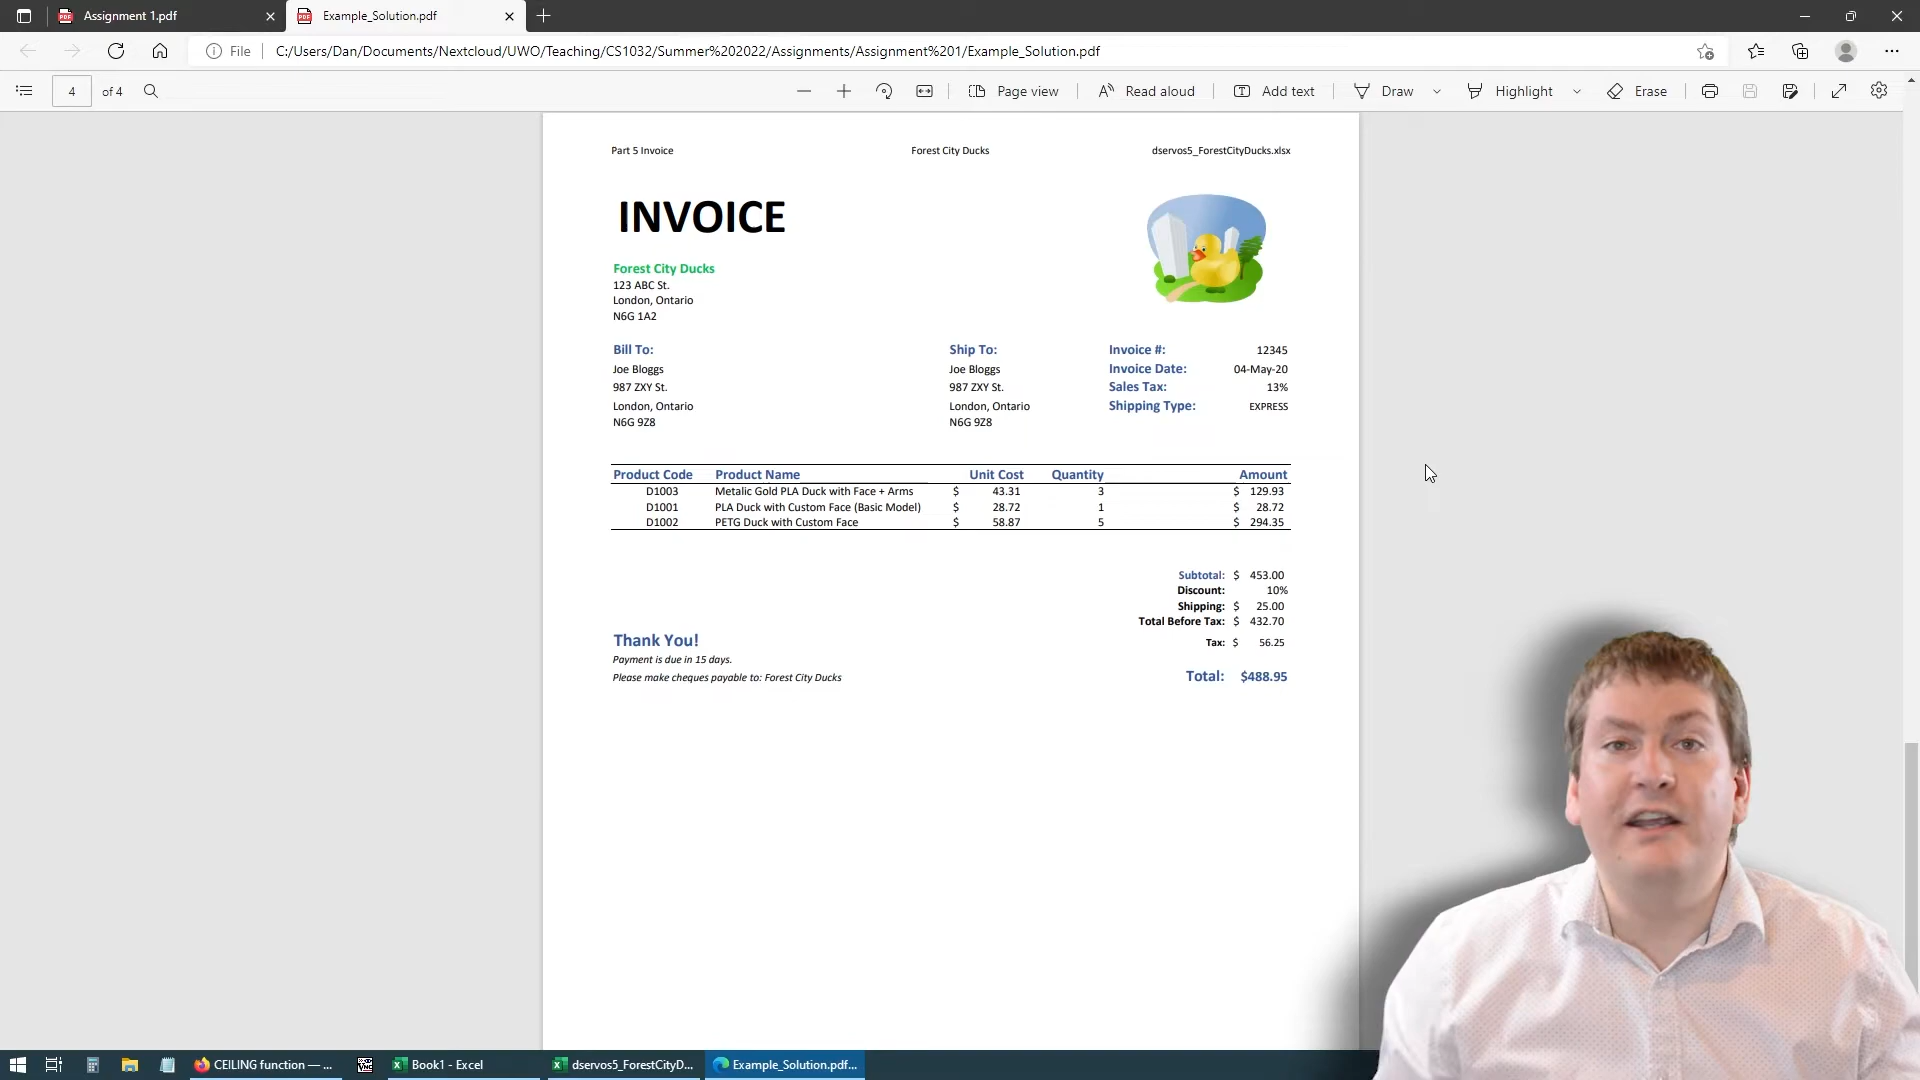 Assignment 1.pdf
Example_Solution.pdf
File
C:/Users/Dan/Documents/Nextcloud/UWO/Teaching/CS1032/Summer%202022/Assignments/Assignment%201/Example_Solution.pdf
4 of 4 Page view Read aloud Add text Draw Highlight Erase
Part 5 Invoice Forest City Ducks dservos5_ForestCityDucks.xlsx
INVOICE
Forest City Ducks
123 ABC St.
London, Ontario
N6G 1A2
Bill To: Ship To: Invoice #: 12345
Joe Bloggs Joe Bloggs Invoice Date: 04-May-20
987 ZXY St. 987 ZXY St. Sales Tax: 13%
London, Ontario London, Ontario Shipping Type: EXPRESS
N6G 9Z8 N6G 9Z8
Product Code Product Name Unit Cost Quantity Amount
D1003 Metalic Gold PLA Duck with Face + Arms $ 43.31 3 $ 129.93
D1001 PLA Duck with Custom Face (Basic Model) $ 28.72 1 $ 28.72
D1002 PETG Duck with Custom Face $ 58.87 5 $ 294.35
Subtotal: $ 453.00
Discount: 10%
Shipping: $ 25.00
Total Before Tax: $ 432.70
Thank You! Tax: $ 56.25
Payment is due in 15 days.
Please make cheques payable to: Forest City Ducks Total: $488.95
CEILING function — ... Book1 - Excel dservos5_ForestCityD... Example_Solution.pdf...